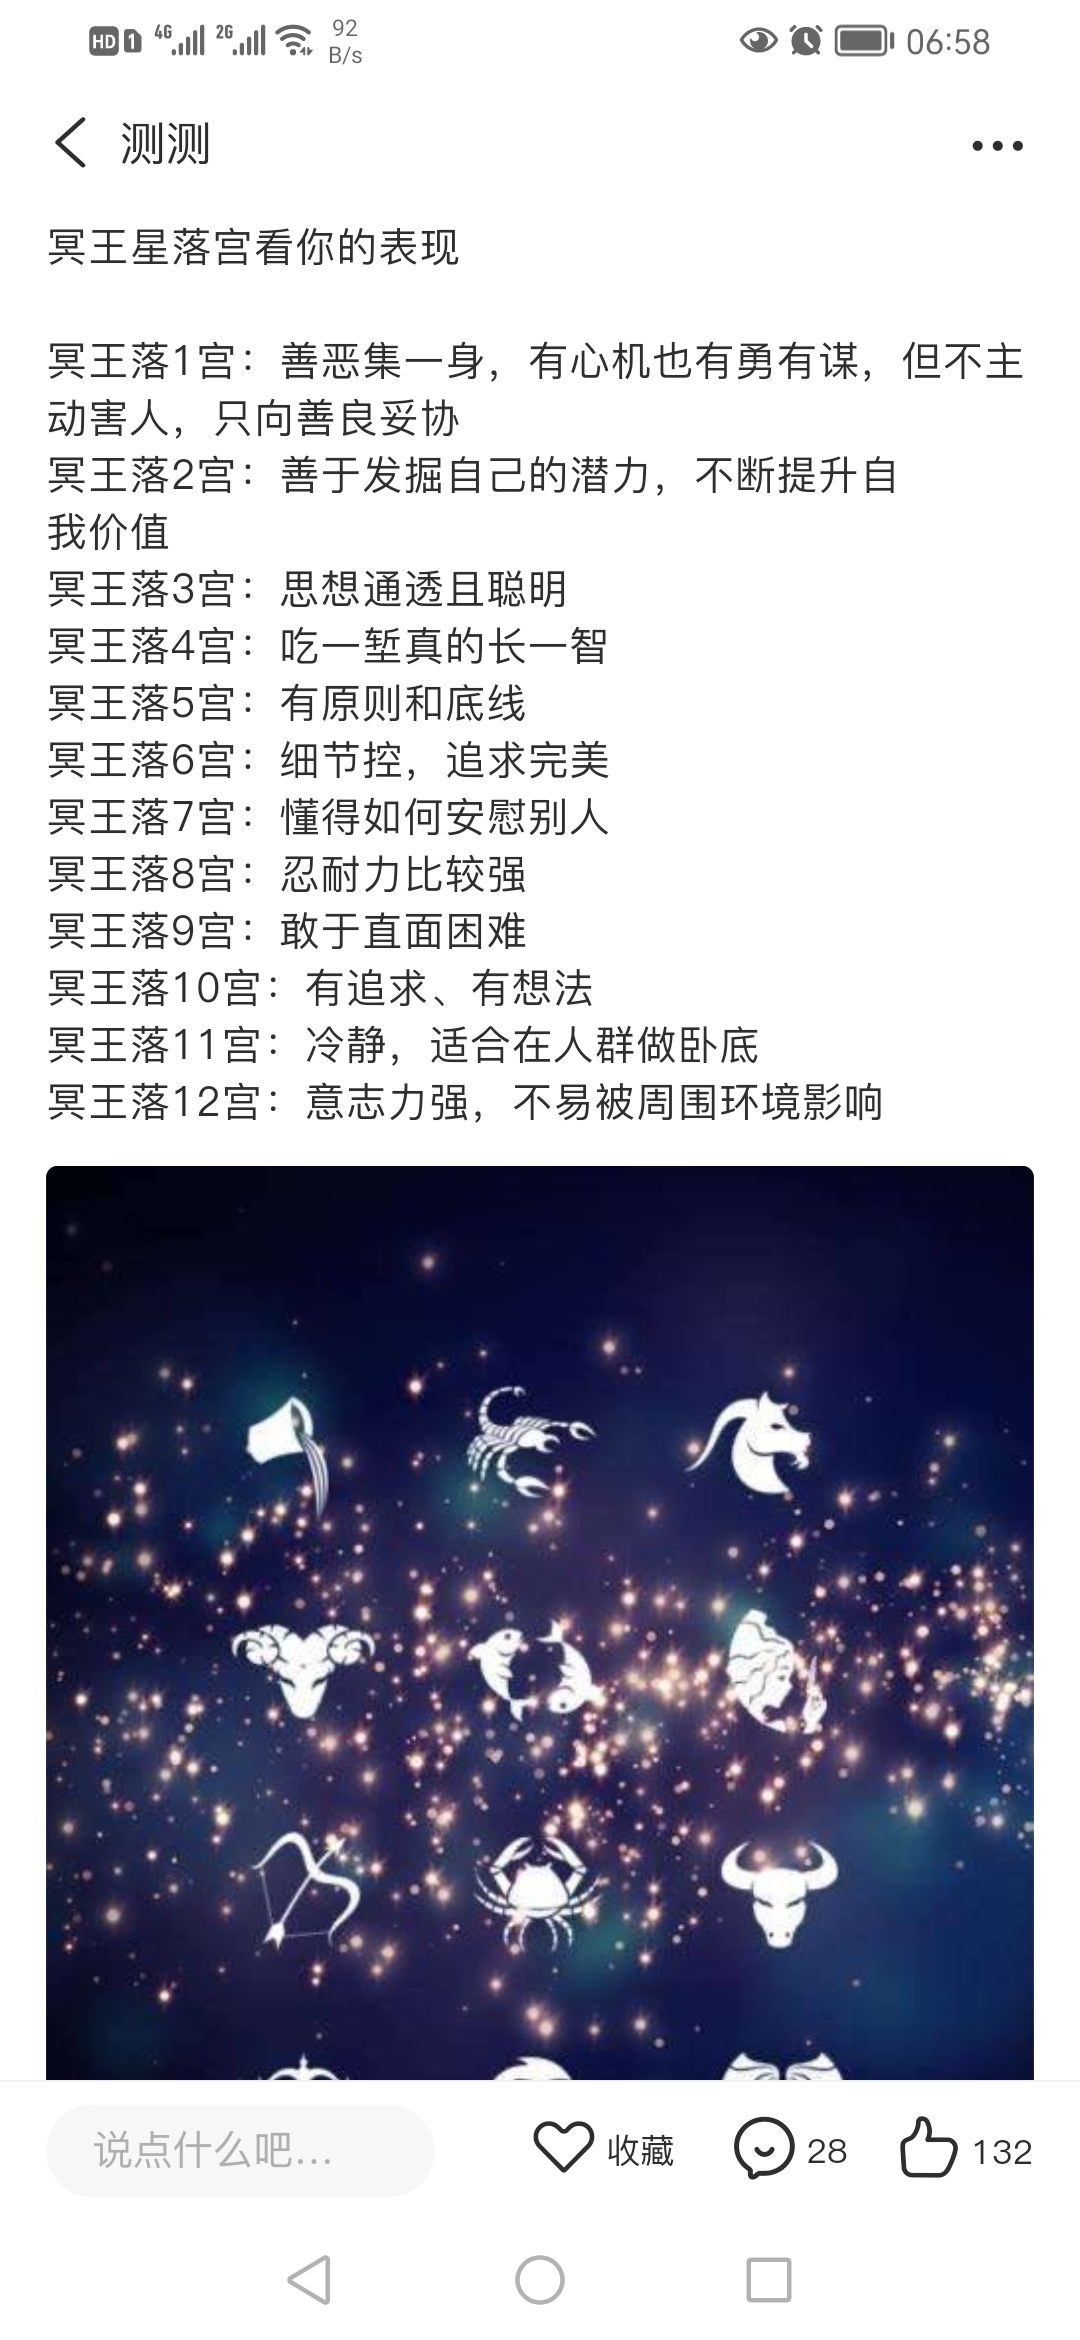 HD 1 4G 2G 92 B/s 06:58
测测
冥王星落宫看你的表现
冥王落1宫：善恶集一身，有心机也有勇有谋，但不主
动害人，只向善良妥协
冥王落2宫：善于发掘自己的潜力，不断提升自
我价值
冥王落3宫：思想通透且聪明
冥王落4宫：吃一堑真的长一智
冥王落5宫：有原则和底线
冥王落6宫：细节控，追求完美
冥王落7宫：懂得如何安慰别人
冥王落8宫：忍耐力比较强
冥王落9宫：敢于直面困难
冥王落10宫：有追求、有想法
冥王落11宫：冷静，适合在人群做卧底
冥王落12宫：意志力强，不易被周围环境影响
说点什么吧... 收藏 28 132